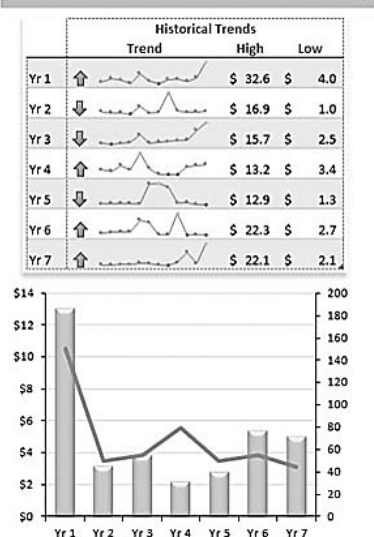 Historical Trends
Trend High Low
Yr 1 $ 32.6 $ 4.0
Yr 2 $ 16.9 $ 1.0
Yr 3 $ 15.7 $ 2.5
Yr 4 $ 13.2 $ 3.4
Yr 5 $ 12.9 $ 1.3
Yr 6 $ 22.3 $ 2.7
Yr 7 $ 22.1 $ 2.1
$14 200
$12 180
$10 160
$8 140
$6 120
$4 100
$2 80
$0 60
40
20
0
Yr 1 Yr 2 Yr 3 Yr 4 Yr 5 Yr 6 Yr 7